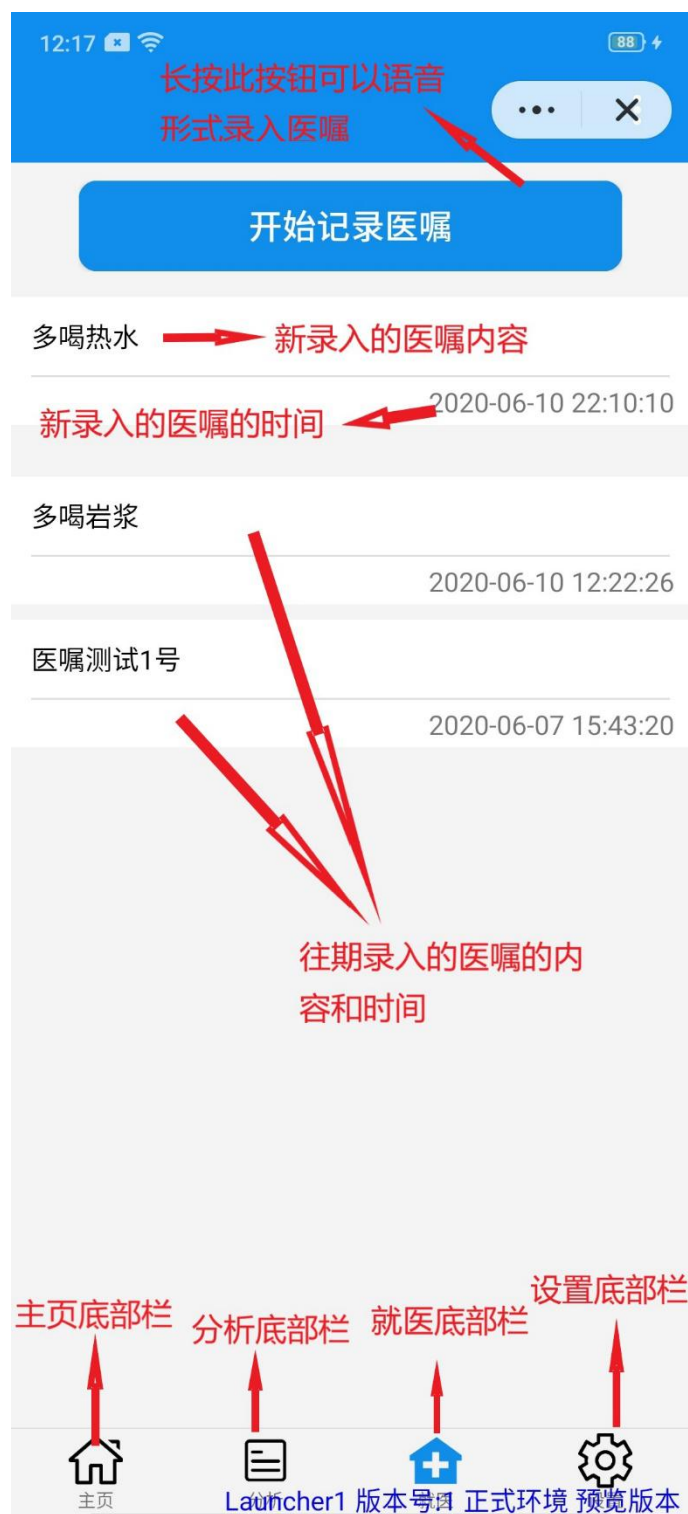 12:17
88
长按此按钮可以语音
形式录入医嘱
开始记录医嘱
多喝热水
新录入的医嘱内容
2020-06-10 22:10:10
新录入的医嘱的时间
多喝岩浆
2020-06-10 12:22:26
医嘱测试1号
2020-06-07 15:43:20
往期录入的医嘱的内
容和时间
设置底部栏
主页底部栏
分析底部栏
就医底部栏
主页
分析
就医
设置
Launcher1 版本号:1 正式环境 预览版本